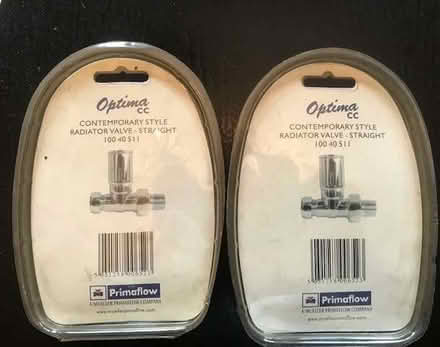 Optima
CC
CONTEMPORARY STYLE
RADIATOR VALVE - STRAIGHT
100 40 511
Primaflow
Optima
CC
CONTEMPORARY STYLE
RADIATOR VALVE - STRAIGHT
100 40 511
Primaflow